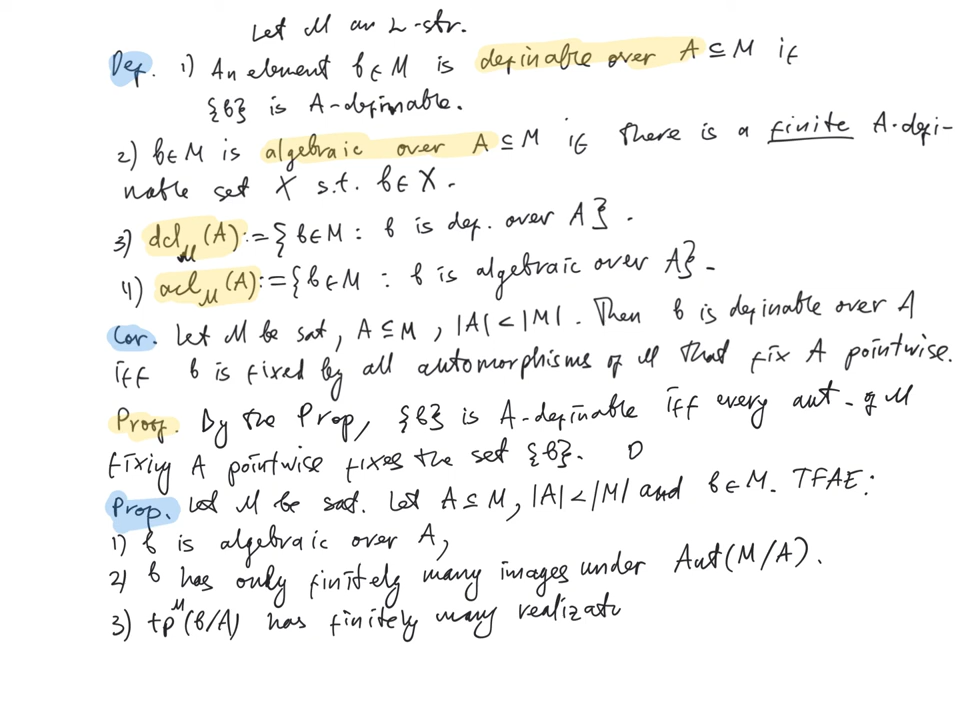 Let M an L-str.
Def. 1) An element b∈M is definable over A⊆M if
{b} is A-definable.
2) b∈M is algebraic over A⊆M if there is a finite A-defi-
nable set X s.t. b∈X.
3) dcl_M(A):={b∈M : b is def. over A}.
4) acl_M(A):={b∈M : b is algebraic over A}.
Cor. Let M be sat, A⊆M, |A|<|M|. Then b is definable over A
iff b is fixed by all automorphisms of M that fix A pointwise.
Proof. By the Prop, {b} is A-definable iff every aut. of M
fixing A pointwise fixes the set {b}. □
Prop. Let M be sat. Let A⊆M, |A|<|M| and b∈M. TFAE:
1) b is algebraic over A,
2) b has only finitely many images under Aut(M/A).
3) tp^M(b/A) has finitely many realizati